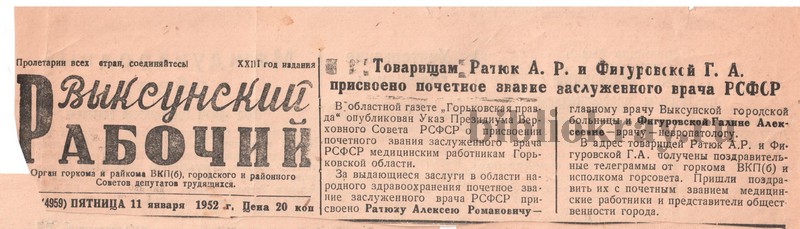 Пролетарии всех стран, соединяйтесь! XXIII год издания
Выксунский
РАБОЧИЙ
Орган горкома и райкома ВКП(б), городского и районного
Советов депутатов трудящихся.
(4959) ПЯТНИЦА 11 января 1952 г. Цена 20 коп
Товарищам Ратюк А. Р. и Фигуровской Г. А.
присвоено почетное звание заслуженного врача РСФСР
В областной газете „Горьковская прав-
да" опубликован Указ Президиума Вер-
ховного Совета РСФСР о присвоении
почетного звания заслуженного врача
РСФСР медицинским работникам Горь-
ковской области.
За выдающиеся заслуги в области на-
родного здравоохранения почетное зва-
ние заслуженного врача РСФСР при-
своено Ратюку Алексею Романовичу—
главному врачу Выксунской городской
больницы и Фигуровской Галине Алек-
сеевне — врачу-невропатологу.
В адрес товарищей Ратюк А.Р. и Фи-
гуровской Г.А. получены поздравитель-
ные телеграммы от горкома ВКП(б) и
исполкома горсовета. Пришли поздра-
вить их с почетным званием медицин-
ские работники и представители общест-
венности города.